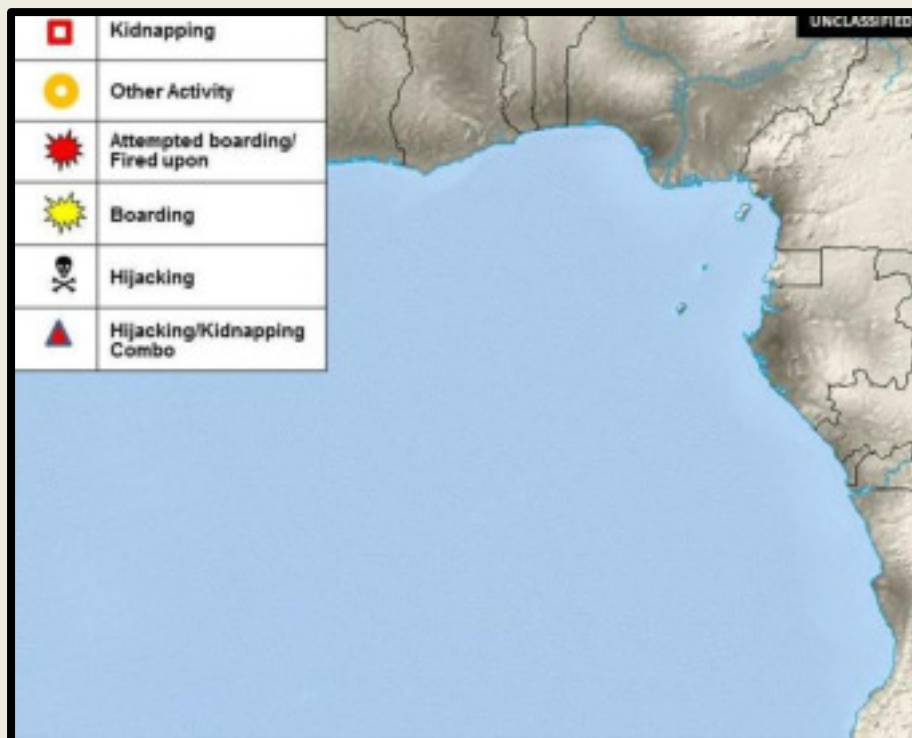 UNCLASSIFIED
Kidnapping
Other Activity
Attempted boarding/
Fired upon
Boarding
Hijacking
Hijacking/Kidnapping
Combo